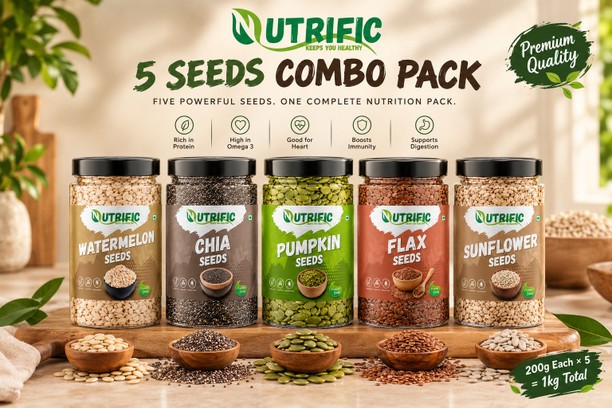 NUTRIFIC
KEEPS YOU HEALTHY
5 SEEDS COMBO PACK
FIVE POWERFUL SEEDS. ONE COMPLETE NUTRITION PACK.
Premium
Quality
Rich in
Protein
High in
Omega 3
Good for
Heart
Boosts
Immunity
Supports
Digestion
NUTRIFIC
WATERMELON
SEEDS
NUTRIFIC
CHIA
SEEDS
NUTRIFIC
PUMPKIN
SEEDS
NUTRIFIC
FLAX
SEEDS
NUTRIFIC
SUNFLOWER
SEEDS
200g Each × 5
= 1kg Total